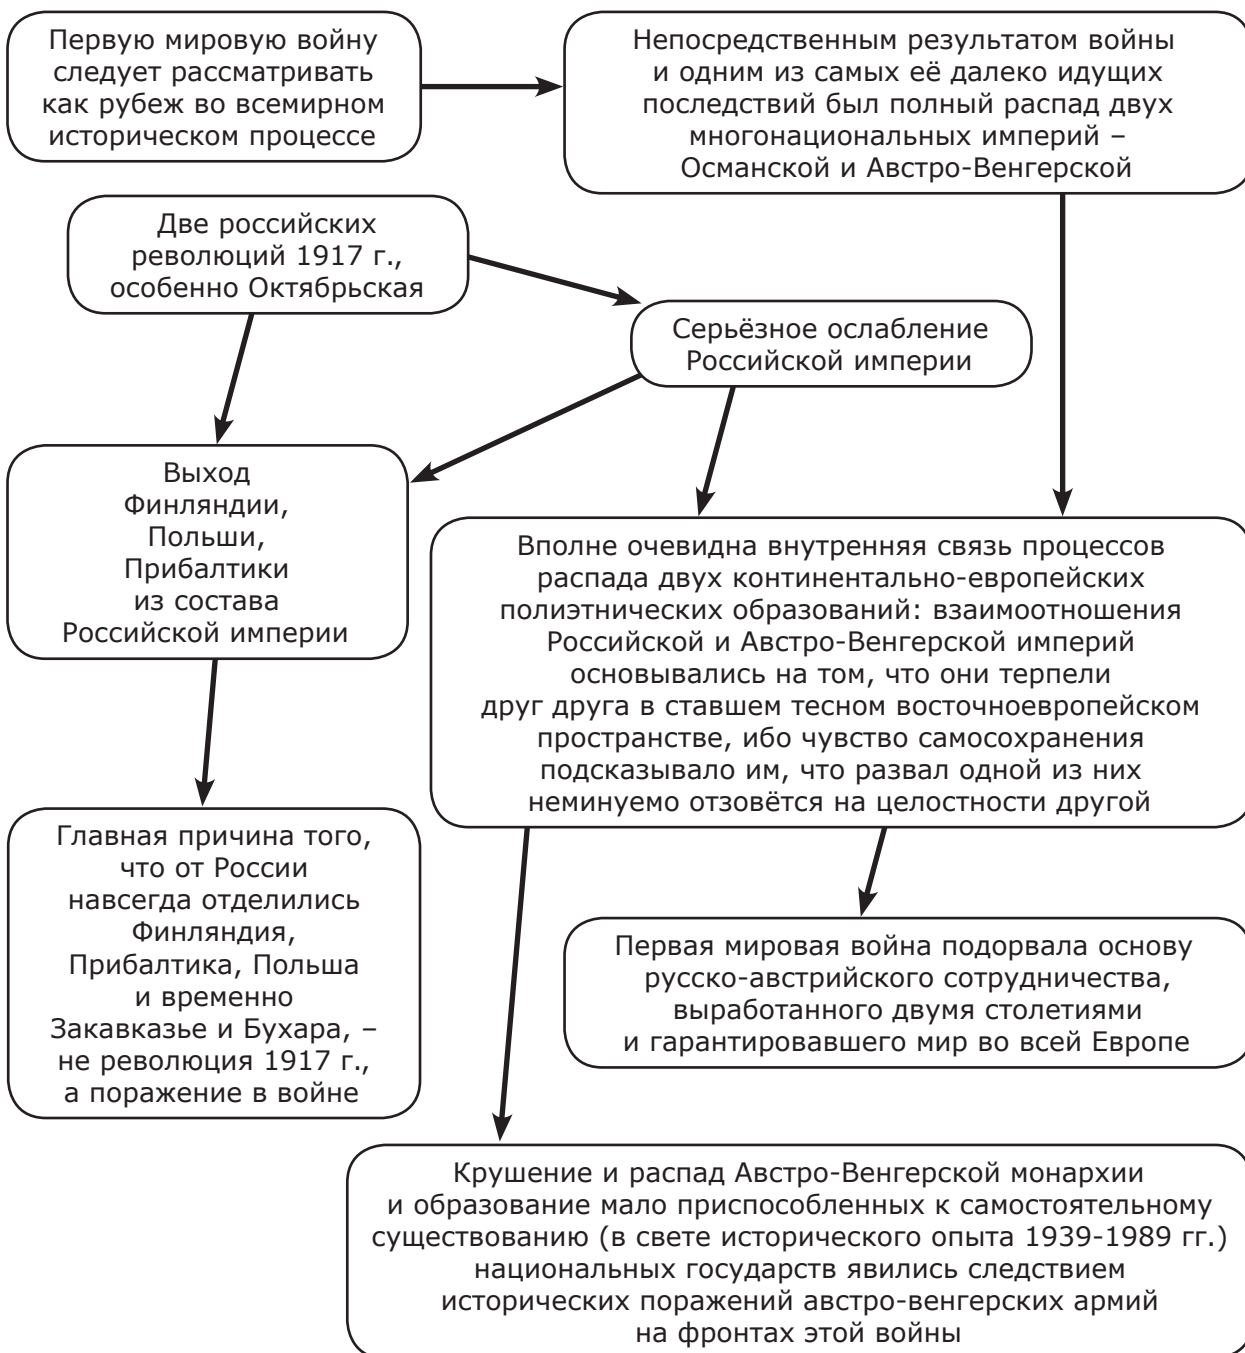 Первую мировую войну
следует рассматривать
как рубеж во всемирном
историческом процессе
Непосредственным результатом войны
и одним из самых её далеко идущих
последствий был полный распад двух
многонациональных империй –
Османской и Австро-Венгерской
Две российских
революций 1917 г.,
особенно Октябрьская
Серьёзное ослабление
Российской империи
Выход
Финляндии,
Польши,
Прибалтики
из состава
Российской империи
Вполне очевидна внутренняя связь процессов
распада двух континентально-европейских
полиэтнических образований: взаимоотношения
Российской и Австро-Венгерской империй
основывались на том, что они терпели
друг друга в ставшем тесном восточноевропейском
пространстве, ибо чувство самосохранения
подсказывало им, что развал одной из них
неминуемо отзовётся на целостности другой
Главная причина того,
что от России
навсегда отделились
Финляндия,
Прибалтика, Польша
и временно
Закавказье и Бухара, –
не революция 1917 г.,
а поражение в войне
Первая мировая война подорвала основу
русско-австрийского сотрудничества,
выработанного двумя столетиями
и гарантировавшего мир во всей Европе
Крушение и распад Австро-Венгерской монархии
и образование мало приспособленных к самостоятельному
существованию (в свете исторического опыта 1939-1989 гг.)
национальных государств явились следствием
исторических поражений австро-венгерских армий
на фронтах этой войны